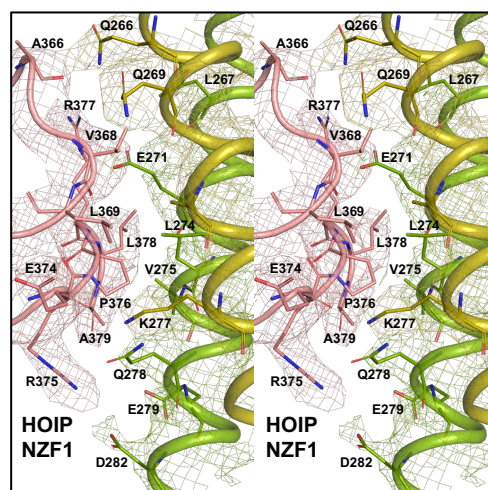 Q266
A366
Q269
L267
R377
V368
E271
L369
L274
L378
E374
V275
P376
K277
A379
Q278
R375
E279
HOIP
NZF1
D282
Q266
A366
Q269
L267
R377
V368
E271
L369
L274
L378
E374
V275
P376
K277
A379
Q278
R375
E279
HOIP
NZF1
D282